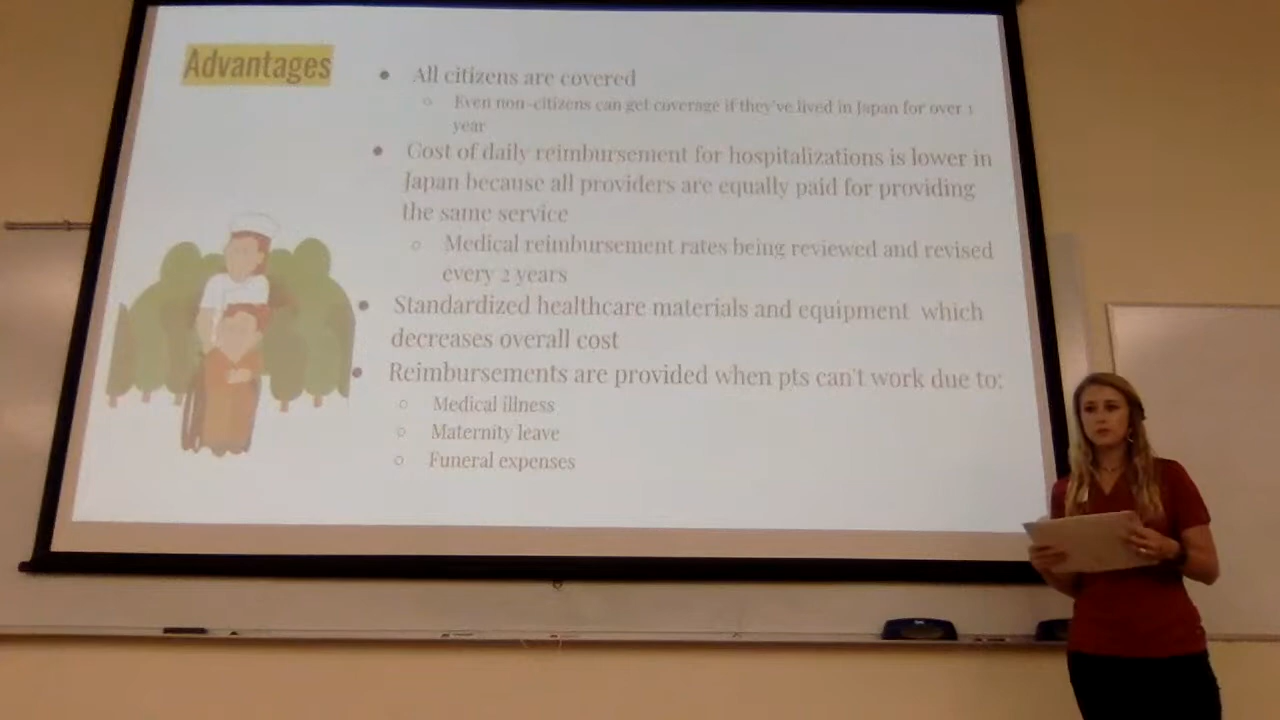 Advantages
All citizens are covered
Even non-citizens can get coverage if they've lived in Japan for over 1
year
Cost of daily reimbursement for hospitalizations is lower in
Japan because all providers are equally paid for providing
the same service
Medical reimbursement rates being reviewed and revised
every 2 years
Standardized healthcare materials and equipment which
decreases overall cost
Reimbursements are provided when pts can't work due to:
Medical illness
Maternity leave
Funeral expenses